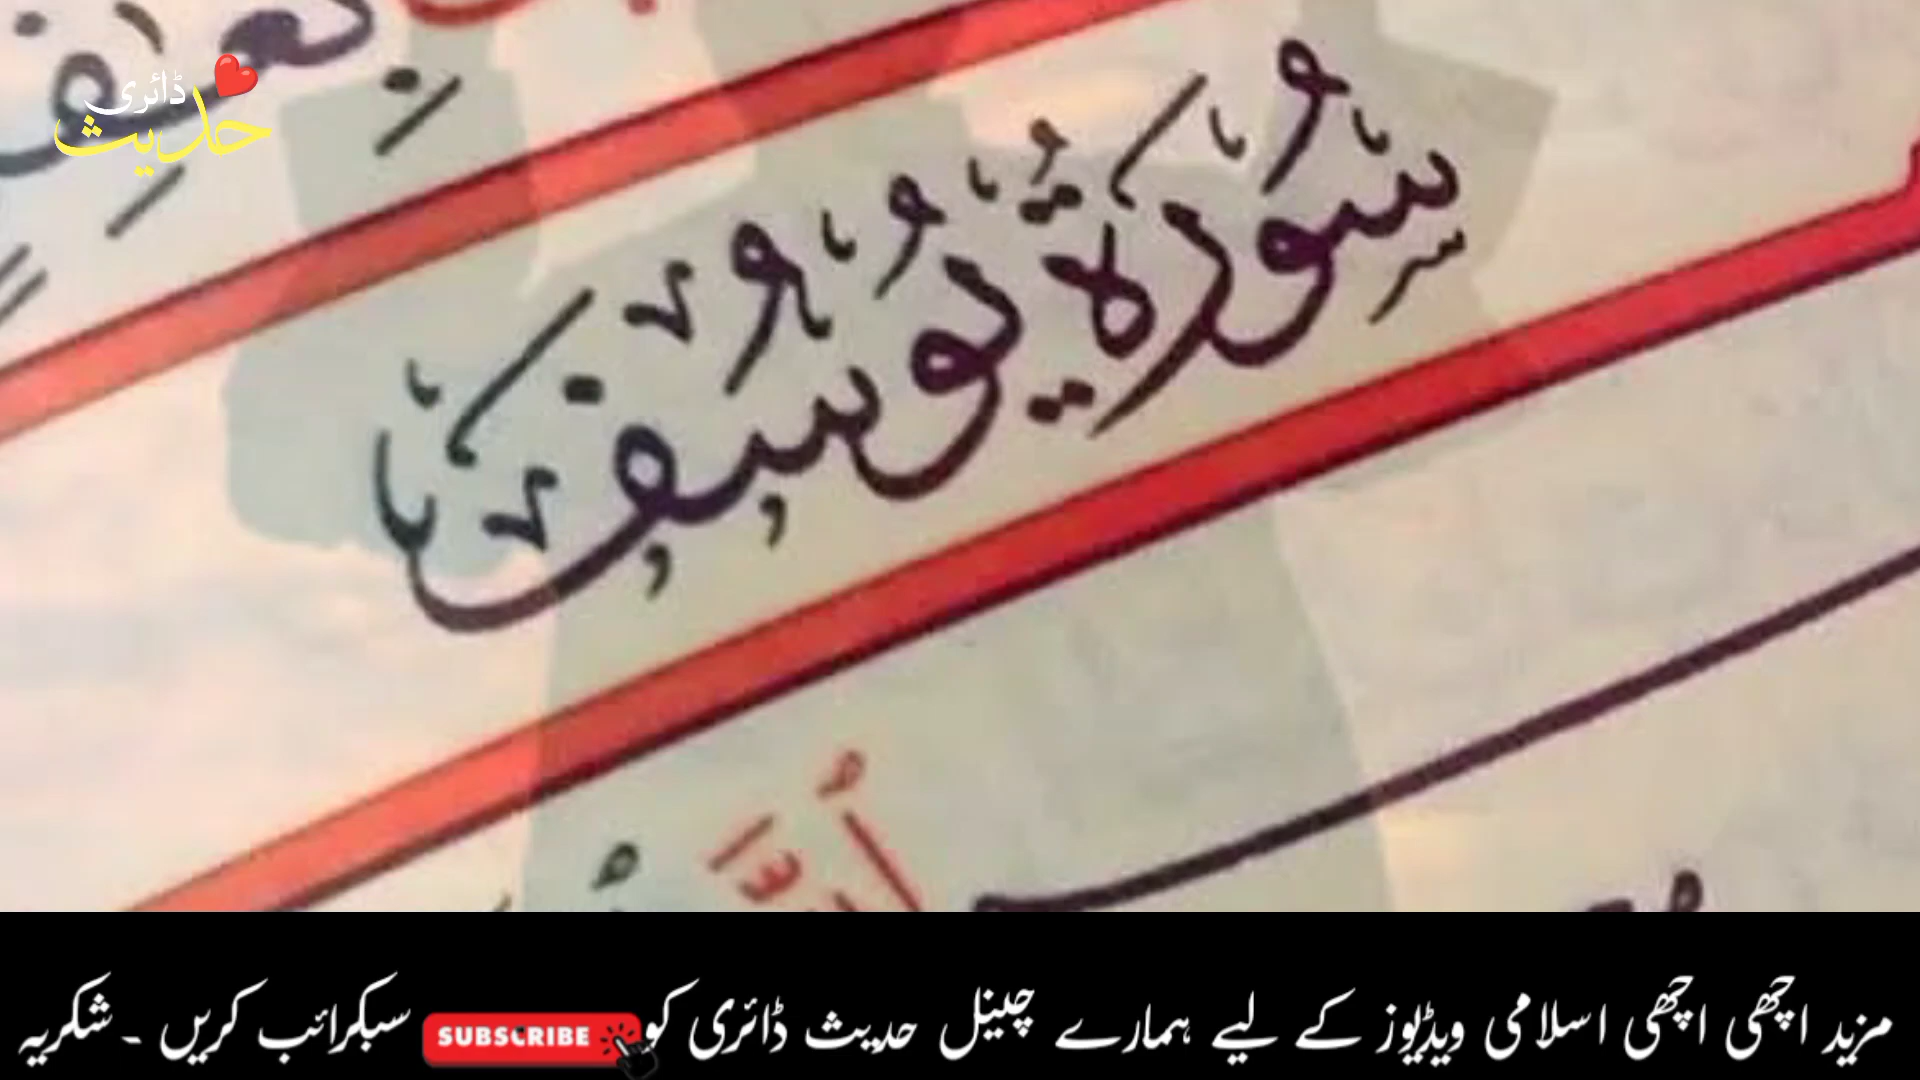 حدیث ڈائری
سُوْرَةُ يُوْسُفَ
مزید اچھی اچھی اسلامی ویڈیوز کے لیے ہمارے چینل حدیث ڈائری کو SUBSCRIBE سبکرائب کریں ۔ شکریہ